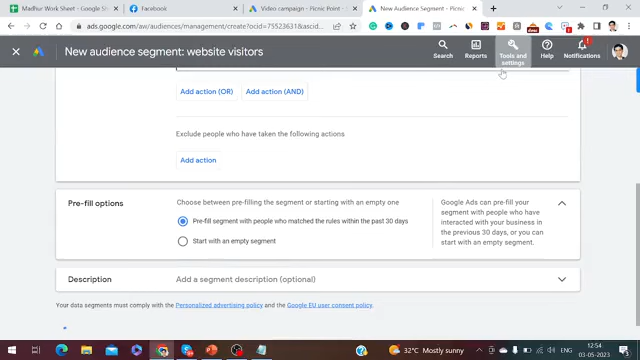 Madhur Work Sheet
Facebook
Video campaign - Picnic Point -
New Audience Segment - Picnic
ads.google.com/aw/audiences/management/create?ocid=75523631&ascid...
New audience segment: website visitors
Search
Reports
Tools and settings
Help
Notifications
Add action (OR)
Add action (AND)
Exclude people who have taken the following actions
Add action
Pre-fill options
Choose between pre-filling the segment or starting with an empty one
Pre-fill segment with people who matched the rules within the past 30 days
Start with an empty segment
Google Ads can pre-fill your
segment with people who have
interacted with your business in
the previous 30 days, or you can
start with an empty segment.
Description
Add a segment description (optional)
Your data segments must comply with the Personalized advertising policy and the Google EU user consent policy.
32°C Mostly sunny
ENG
12:54
03-05-2023